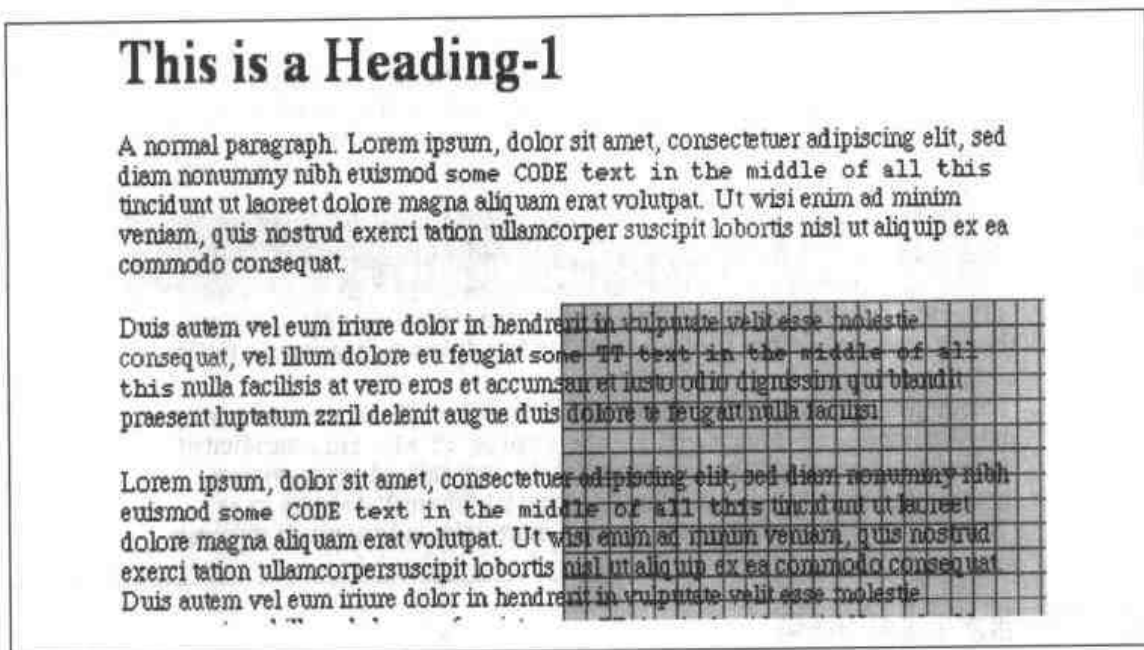 This is a Heading-1
A normal paragraph. Lorem ipsum, dolor sit amet, consectetuer adipiscing elit, sed
diam nonummy nibh euismod some CODE text in the middle of all this
tincidunt ut laoreet dolore magna aliquam erat volutpat. Ut wisi enim ad minim
veniam, quis nostrud exerci tation ullamcorper suscipit lobortis nisl ut aliquip ex ea
commodo consequat.
Duis autem vel eum iriure dolor in hendrerit in vulputate velit esse molestie
consequat, vel illum dolore eu feugiat some TT text in the middle of all
this nulla facilisis at vero eros et accumsan et iusto odio dignissim qui blandit
praesent luptatum zzril delenit augue duis dolore te feugait nulla facilisi
Lorem ipsum, dolor sit amet, consectetuer adipiscing elit, sed diam nonummy nibh
euismod some CODE text in the middle of all this tincidunt ut laoreet
dolore magna aliquam erat volutpat. Ut wisi enim ad minim veniam, quis nostrud
exerci tation ullamcorpersuscipit lobortis nisl ut aliquip ex ea commodo consequat
Duis autem vel eum iriure dolor in hendrerit in vulputate velit esse molestie